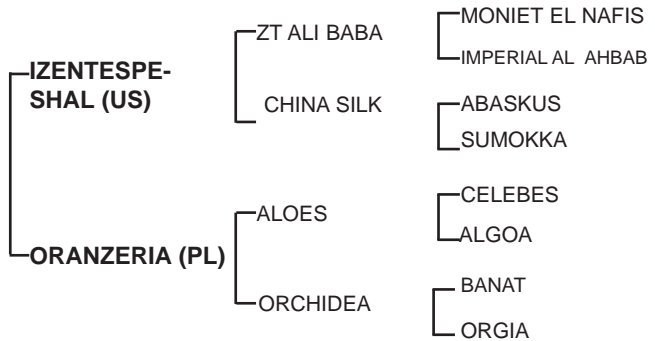 MONIET EL NAFIS
ZT ALI BABA
IMPERIAL AL AHBAB
IZENTESPE-
SHAL (US)
CHINA SILK
ABASKUS
SUMOKKA
CELEBES
ALOES
ALGOA
ORANZERIA (PL)
BANAT
ORCHIDEA
ORGIA